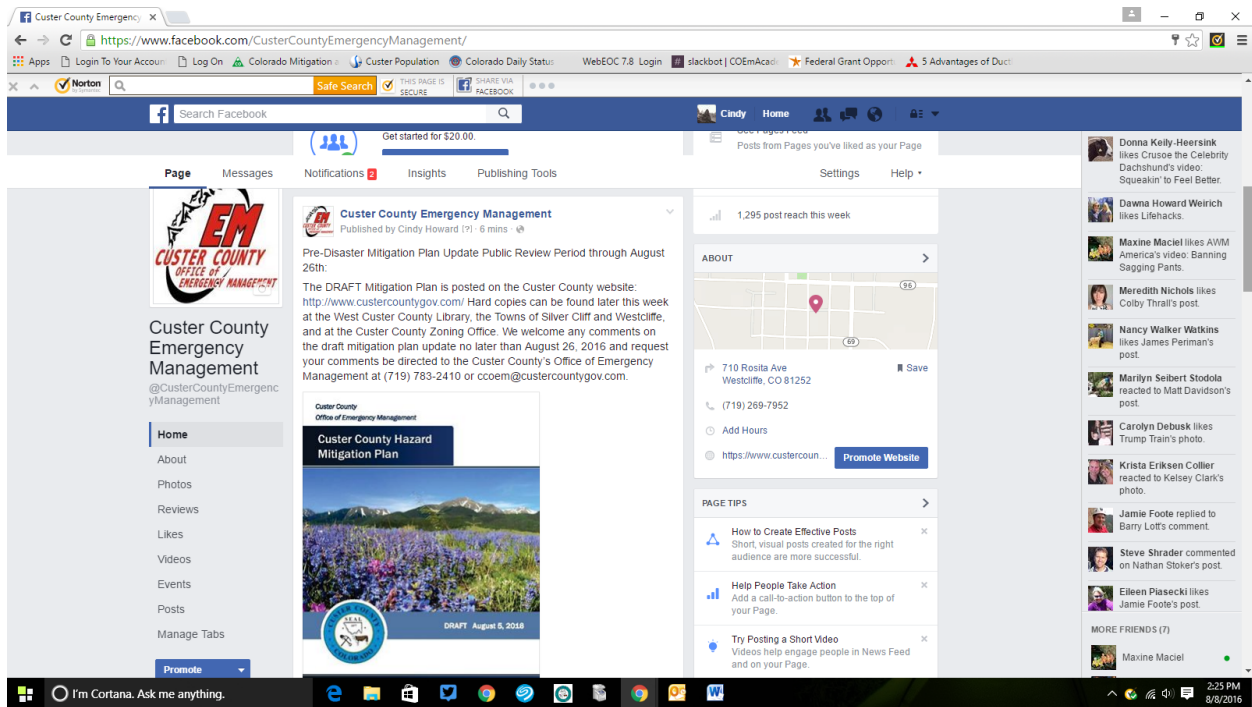 Custer County Emergency
https://www.facebook.com/CusterCountyEmergencyManagement/
Apps Login To Your Accoun Log On Colorado Mitigation a Custer Population Colorado Daily Status WebEOC 7.8 Login slackbot | COEmAcade Federal Grant Opport 5 Advantages of Ducti
Norton
by Symantec
Safe Search
THIS PAGE IS
SECURE
SHARE VIA
FACEBOOK
Search Facebook
Cindy Home
Get started for $20.00.
See Pages Feed
Posts from Pages you've liked as your Page
Page Messages Notifications 2 Insights Publishing Tools Settings Help
EM
CUSTER COUNTY
OFFICE of
EMERGENCY MANAGEMENT
Custer County
Emergency
Management
@CusterCountyEmergenc
yManagement
Home
About
Photos
Reviews
Likes
Videos
Events
Posts
Manage Tabs
Promote
Custer County Emergency Management
Published by Cindy Howard [?] · 6 mins ·
Pre-Disaster Mitigation Plan Update Public Review Period through August
26th:
The DRAFT Mitigation Plan is posted on the Custer County website:
http://www.custercountygov.com/ Hard copies can be found later this week
at the West Custer County Library, the Towns of Silver Cliff and Westcliffe,
and at the Custer County Zoning Office. We welcome any comments on
the draft mitigation plan update no later than August 26, 2016 and request
your comments be directed to the Custer County's Office of Emergency
Management at (719) 783-2410 or ccoem@custercountygov.com.
Custer County
Office of Emergency Management
Custer County Hazard
Mitigation Plan
CUSTER COUNTY
SEAL
COLORADO
DRAFT August 5, 2016
1,295 post reach this week
ABOUT
96
69
710 Rosita Ave
Westcliffe, CO 81252
Save
(719) 269-7952
Add Hours
https://www.custercoun...
Promote Website
PAGE TIPS
How to Create Effective Posts
Short, visual posts created for the right
audience are more successful.
Help People Take Action
Add a call-to-action button to the top of
your Page.
Try Posting a Short Video
Videos help engage people in News Feed
and on your Page.
Donna Keily-Heersink
likes Crusoe the Celebrity
Dachshund's video:
Squeakin' to Feel Better.
Dawna Howard Weirich
likes Lifehacks.
Maxine Maciel likes AWM
America's video: Banning
Sagging Pants.
Meredith Nichols likes
Colby Thrall's post.
Nancy Walker Watkins
likes James Periman's
post.
Marilyn Seibert Stodola
reacted to Matt Davidson's
post.
Carolyn Debusk likes
Trump Train's photo.
Krista Eriksen Collier
reacted to Kelsey Clark's
photo.
Jamie Foote replied to
Barry Lott's comment.
Steve Shrader commented
on Nathan Stoker's post.
Eileen Piasecki likes
Jamie Foote's post.
MORE FRIENDS (7)
Maxine Maciel
I'm Cortana. Ask me anything.
2:25 PM
8/8/2016